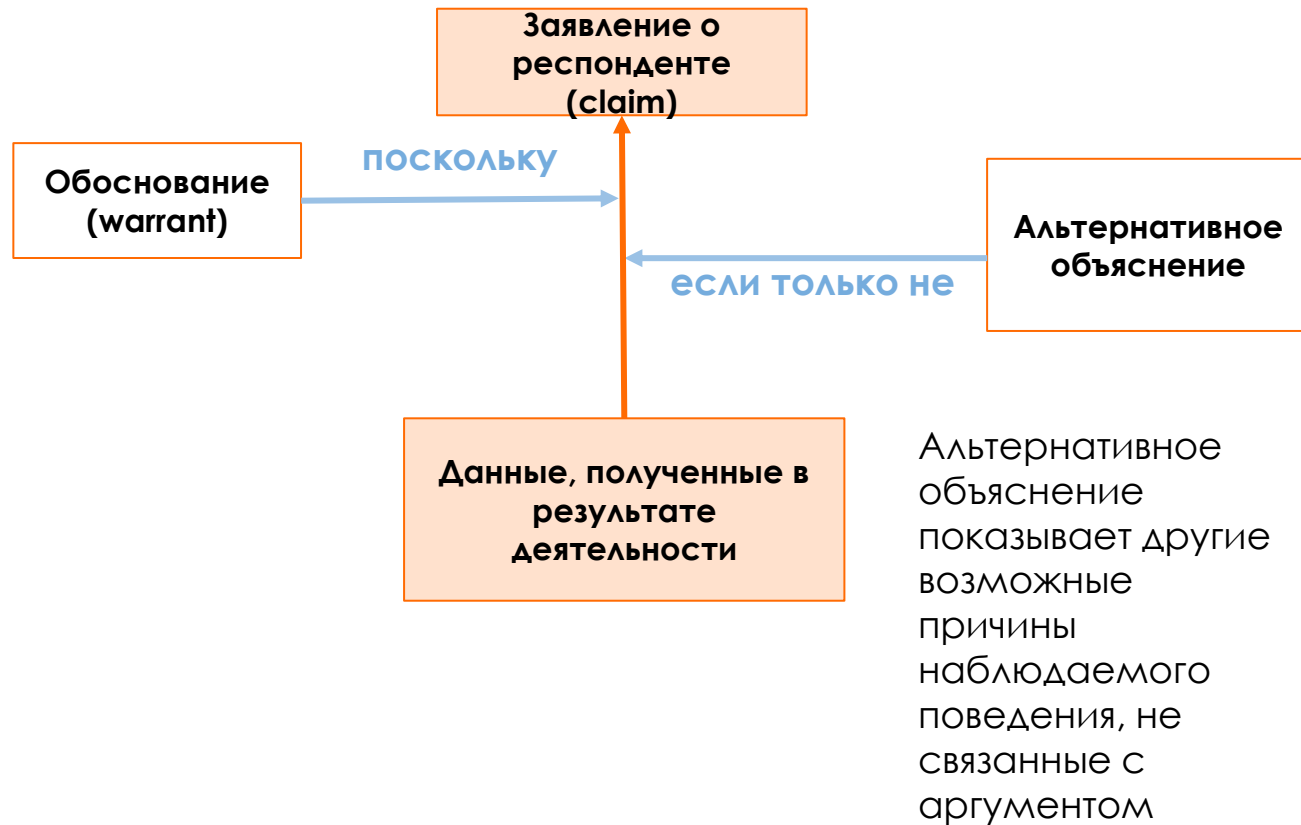 Заявление о
респонденте
(claim)
поскольку
Обоснование
(warrant)
Альтернативное
объяснение
если только не
Данные, полученные в
результате
деятельности
Альтернативное
объяснение
показывает другие
возможные
причины
наблюдаемого
поведения, не
связанные с
аргументом